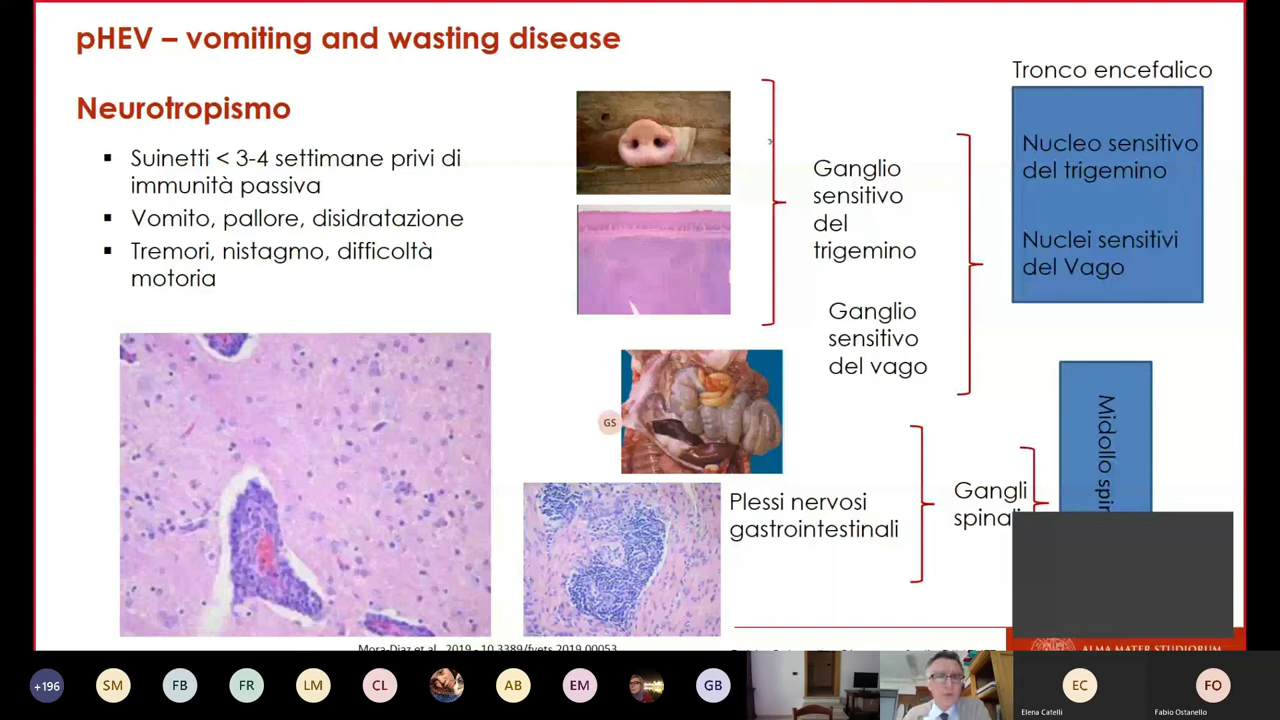 pHEV – vomiting and wasting disease
Neurotropismo
Suinetti < 3-4 settimane privi di
immunità passiva
Vomito, pallore, disidratazione
Tremori, nistagmo, difficoltà
motoria
Tronco encefalico
Nucleo sensitivo
del trigemino
Nuclei sensitivi
del Vago
Ganglio
sensitivo
del
trigemino
Ganglio
sensitivo
del vago
GS
Plessi nervosi
gastrointestinali
Gangli
spinali
Midollo
Mora-Diaz et al., 2019 - 10.3389/fvets.2019.00053
ALMA MATER STUDIORUM
+196
SM
FB
FR
LM
CL
AB
EM
GB
EC
FO
Elena Catelli
Fabio Ostanello